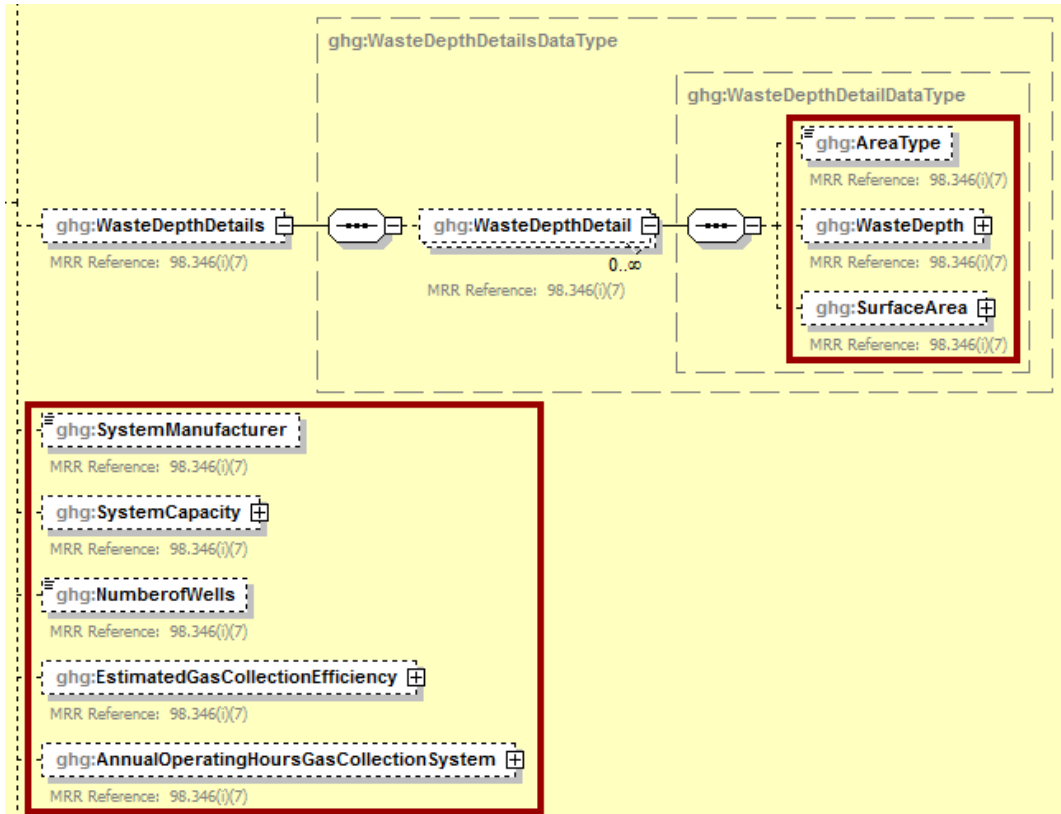 ghg:WasteDepthDetailsDataType
ghg:WasteDepthDetailDataType
ghg:AreaType
MRR Reference: 98.346(i)(7)
ghg:WasteDepthDetails
MRR Reference: 98.346(i)(7)
ghg:WasteDepthDetail
0..∞
MRR Reference: 98.346(i)(7)
ghg:WasteDepth
MRR Reference: 98.346(i)(7)
ghg:SurfaceArea
MRR Reference: 98.346(i)(7)
ghg:SystemManufacturer
MRR Reference: 98.346(i)(7)
ghg:SystemCapacity
MRR Reference: 98.346(i)(7)
ghg:NumberofWells
MRR Reference: 98.346(i)(7)
ghg:EstimatedGasCollectionEfficiency
MRR Reference: 98.346(i)(7)
ghg:AnnualOperatingHoursGasCollectionSystem
MRR Reference: 98.346(i)(7)